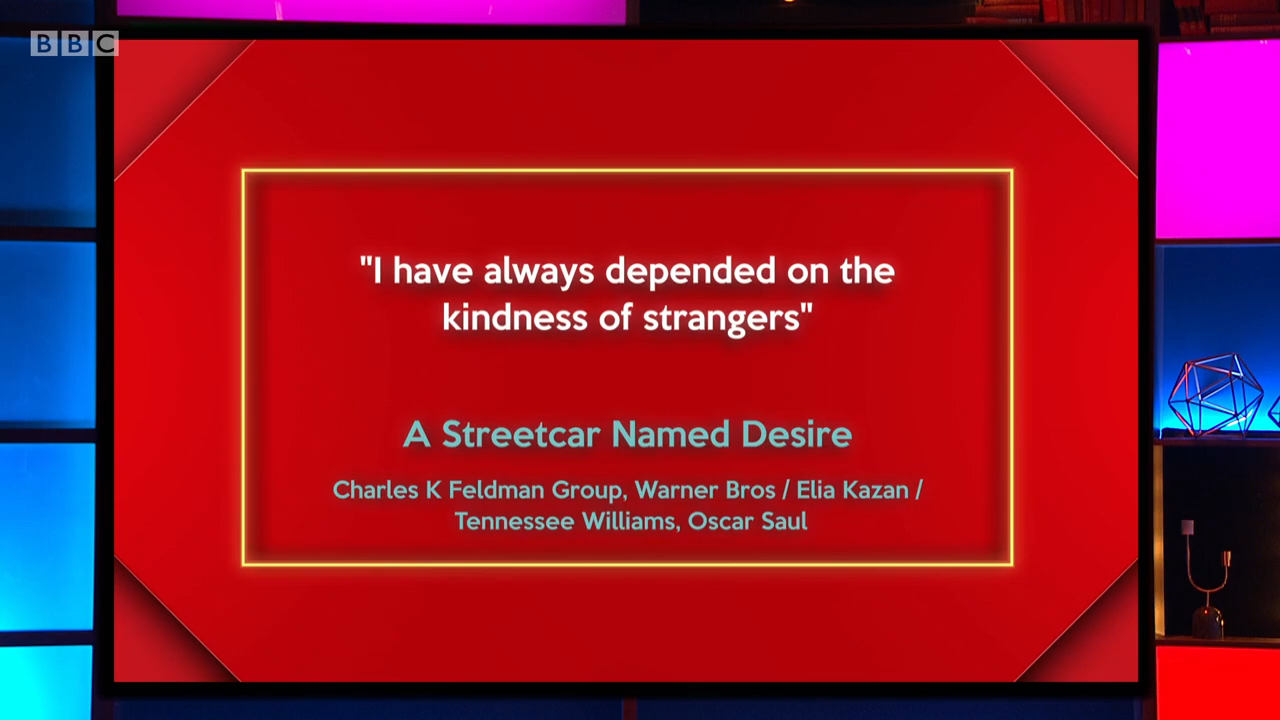 BBC
"I have always depended on the
kindness of strangers"
A Streetcar Named Desire
Charles K Feldman Group, Warner Bros / Elia Kazan /
Tennessee Williams, Oscar Saul